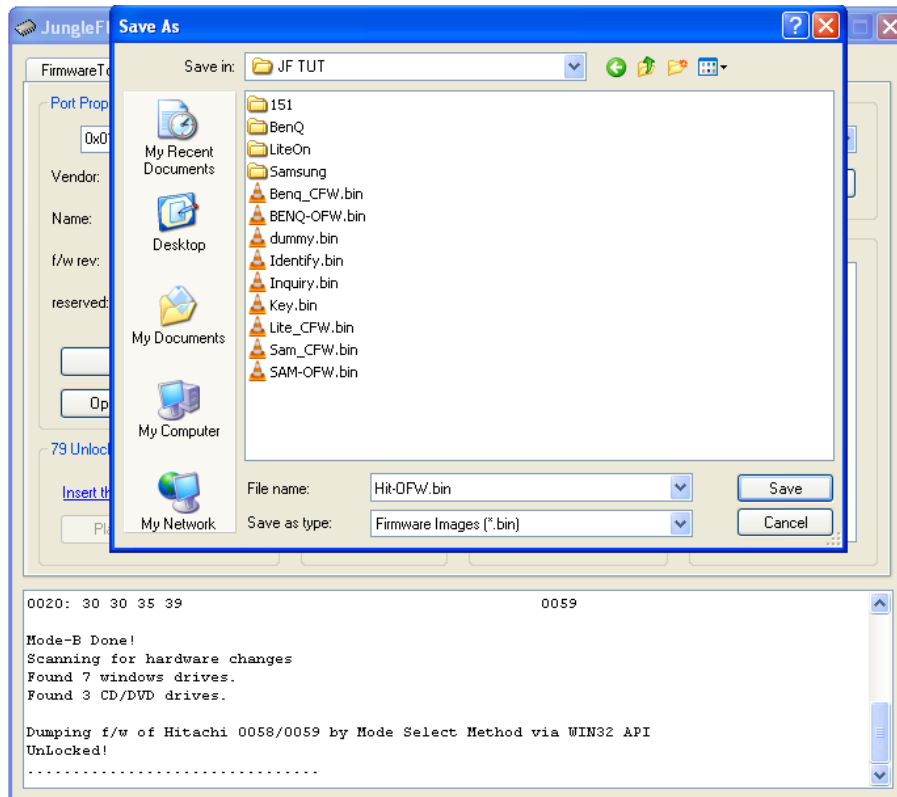 JungleFl
Save As
Save in:
JF TUT
FirmwareTo
Port Prop
0x0
Vendor:
Name:
f/w rev:
reserved:
Op
79 Unloc
Insert th
Pla
My Recent
Documents
Desktop
My Documents
My Computer
My Network
151
BenQ
LiteOn
Samsung
Benq_CFW.bin
BENQ-OFW.bin
dummy.bin
Identify.bin
Inquiry.bin
Key.bin
Lite_CFW.bin
Sam_CFW.bin
SAM-OFW.bin
File name:
Hit-OFW.bin
Save
Save as type:
Firmware Images (*.bin)
Cancel
0020: 30 30 35 39 0059
Mode-B Done!
Scanning for hardware changes
Found 7 windows drives.
Found 3 CD/DVD drives.
Dumping f/w of Hitachi 0058/0059 by Mode Select Method via WIN32 API
UnLocked!
................................